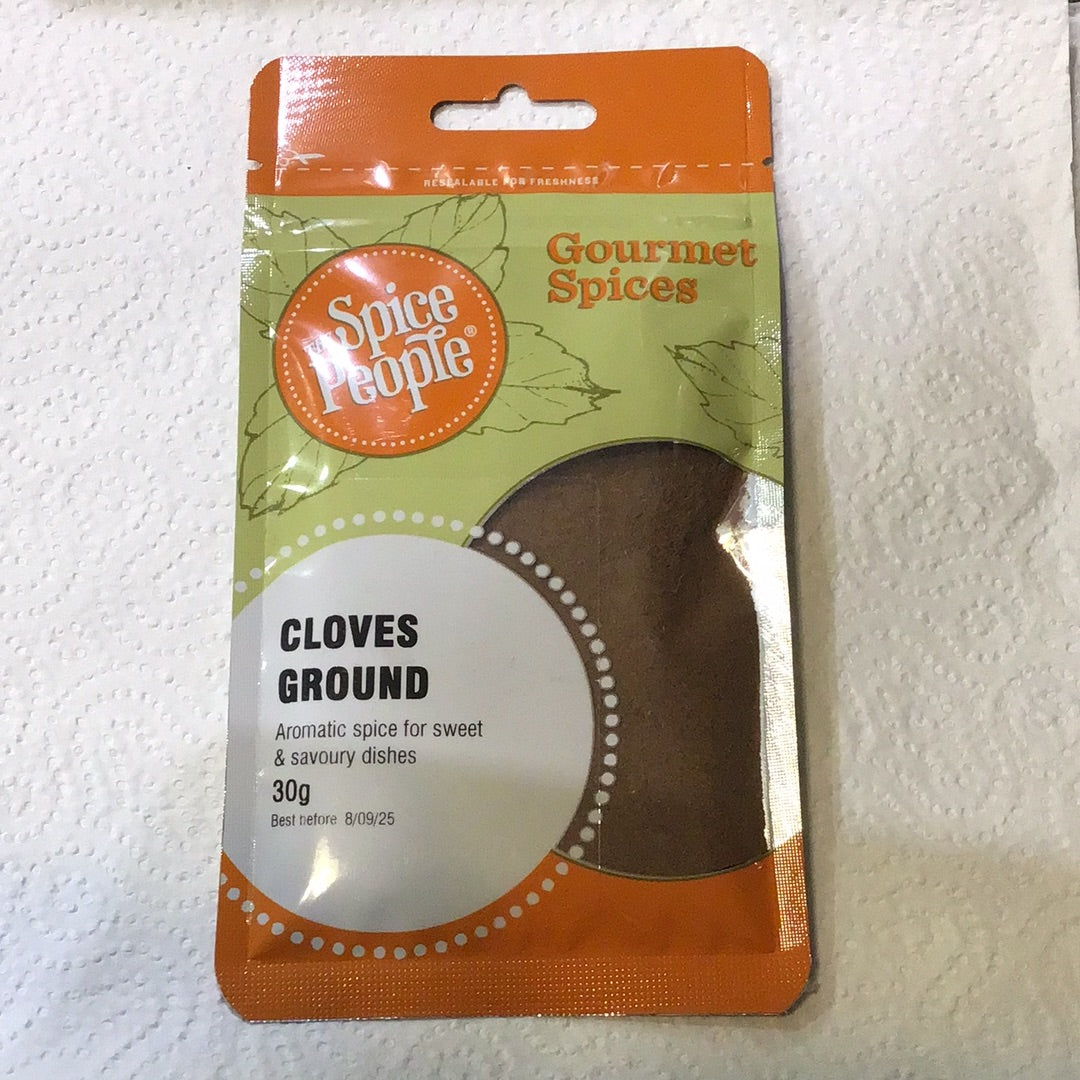 RESEALABLE FOR FRESHNESS
Gourmet
Spices
Spice
People®
CLOVES
GROUND
Aromatic spice for sweet
& savoury dishes
30g
Best before 8/09/25